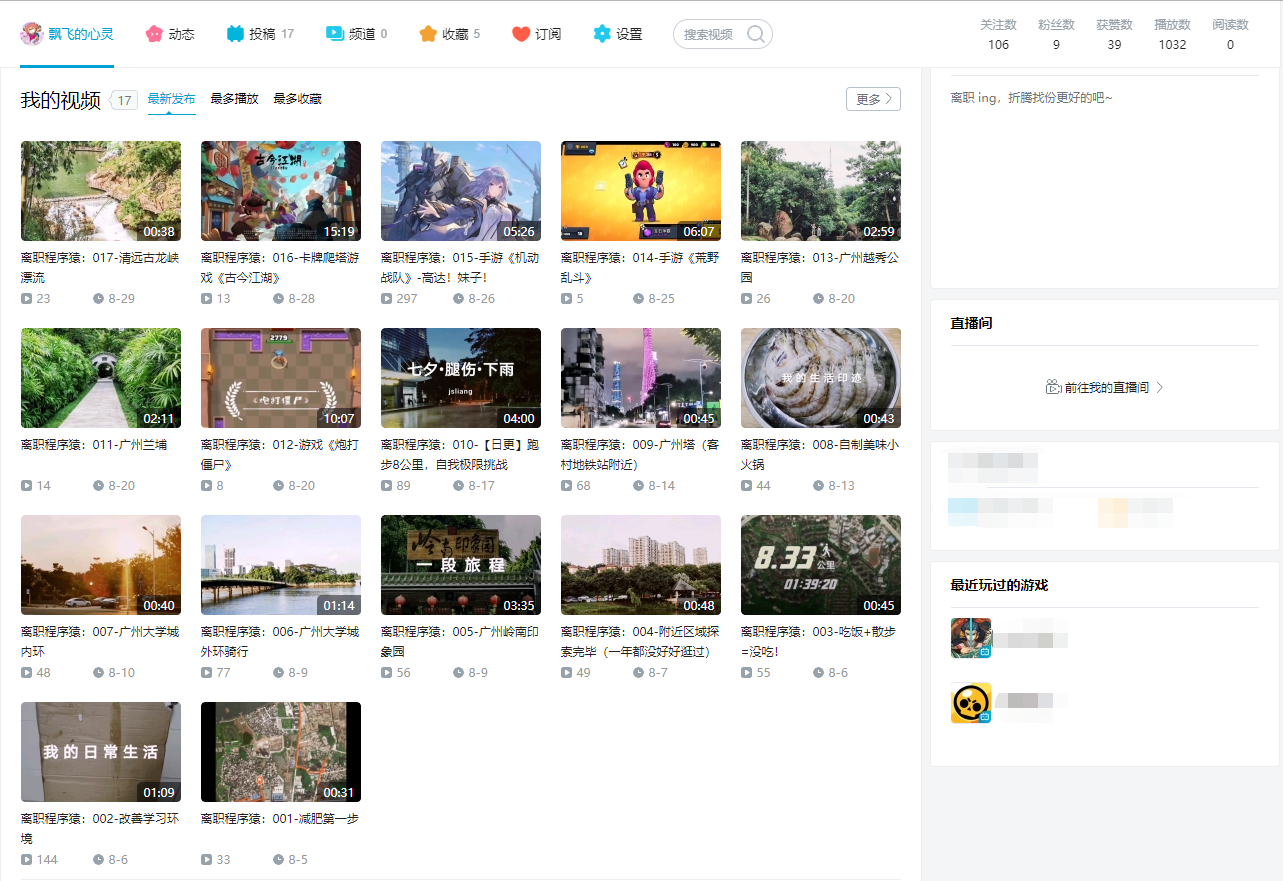 飘飞的心灵 动态 投稿 17 频道 0 收藏 5 订阅 设置 搜索视频
关注数 粉丝数 获赞数 播放数 阅读数
106 9 39 1032 0
我的视频 17 最新发布 最多播放 最多收藏 更多
00:38
离职程序猿：017-清远古龙峡
漂流
23 8-29
古今江湖
15:19
离职程序猿：016-卡牌爬塔游
戏《古今江湖》
13 8-28
05:26
离职程序猿：015-手游《机动
战队》-高达！妹子！
297 8-26
06:07
离职程序猿：014-手游《荒野
乱斗》
5 8-25
02:59
离职程序猿：013-广州越秀公
园
26 8-20
02:11
离职程序猿：011-广州兰埔
14 8-20
2779
《炮打僵尸》
10:07
离职程序猿：012-游戏《炮打
僵尸》
8 8-20
七夕·腿伤·下雨
jsliang
04:00
离职程序猿：010-【日更】跑
步8公里，自我极限挑战
89 8-17
00:45
离职程序猿：009-广州塔（客
村地铁站附近）
68 8-14
我的生活印迹
00:43
离职程序猿：008-自制美味小
火锅
44 8-13
00:40
离职程序猿：007-广州大学城
内环
48 8-10
01:14
离职程序猿：006-广州大学城
外环骑行
77 8-9
岭南印象园
一段旅程
03:35
离职程序猿：005-广州岭南印
象园
56 8-9
00:48
离职程序猿：004-附近区域探
索完毕（一年都没好好逛过）
49 8-7
8.33 公里
01:39:20
00:45
离职程序猿：003-吃饭+散步
=没吃！
55 8-6
我的日常生活
01:09
离职程序猿：002-改善学习环
境
144 8-6
00:31
离职程序猿：001-减肥第一步
33 8-5
离职 ing，折腾找份更好的吧~
直播间
前往我的直播间
最近玩过的游戏